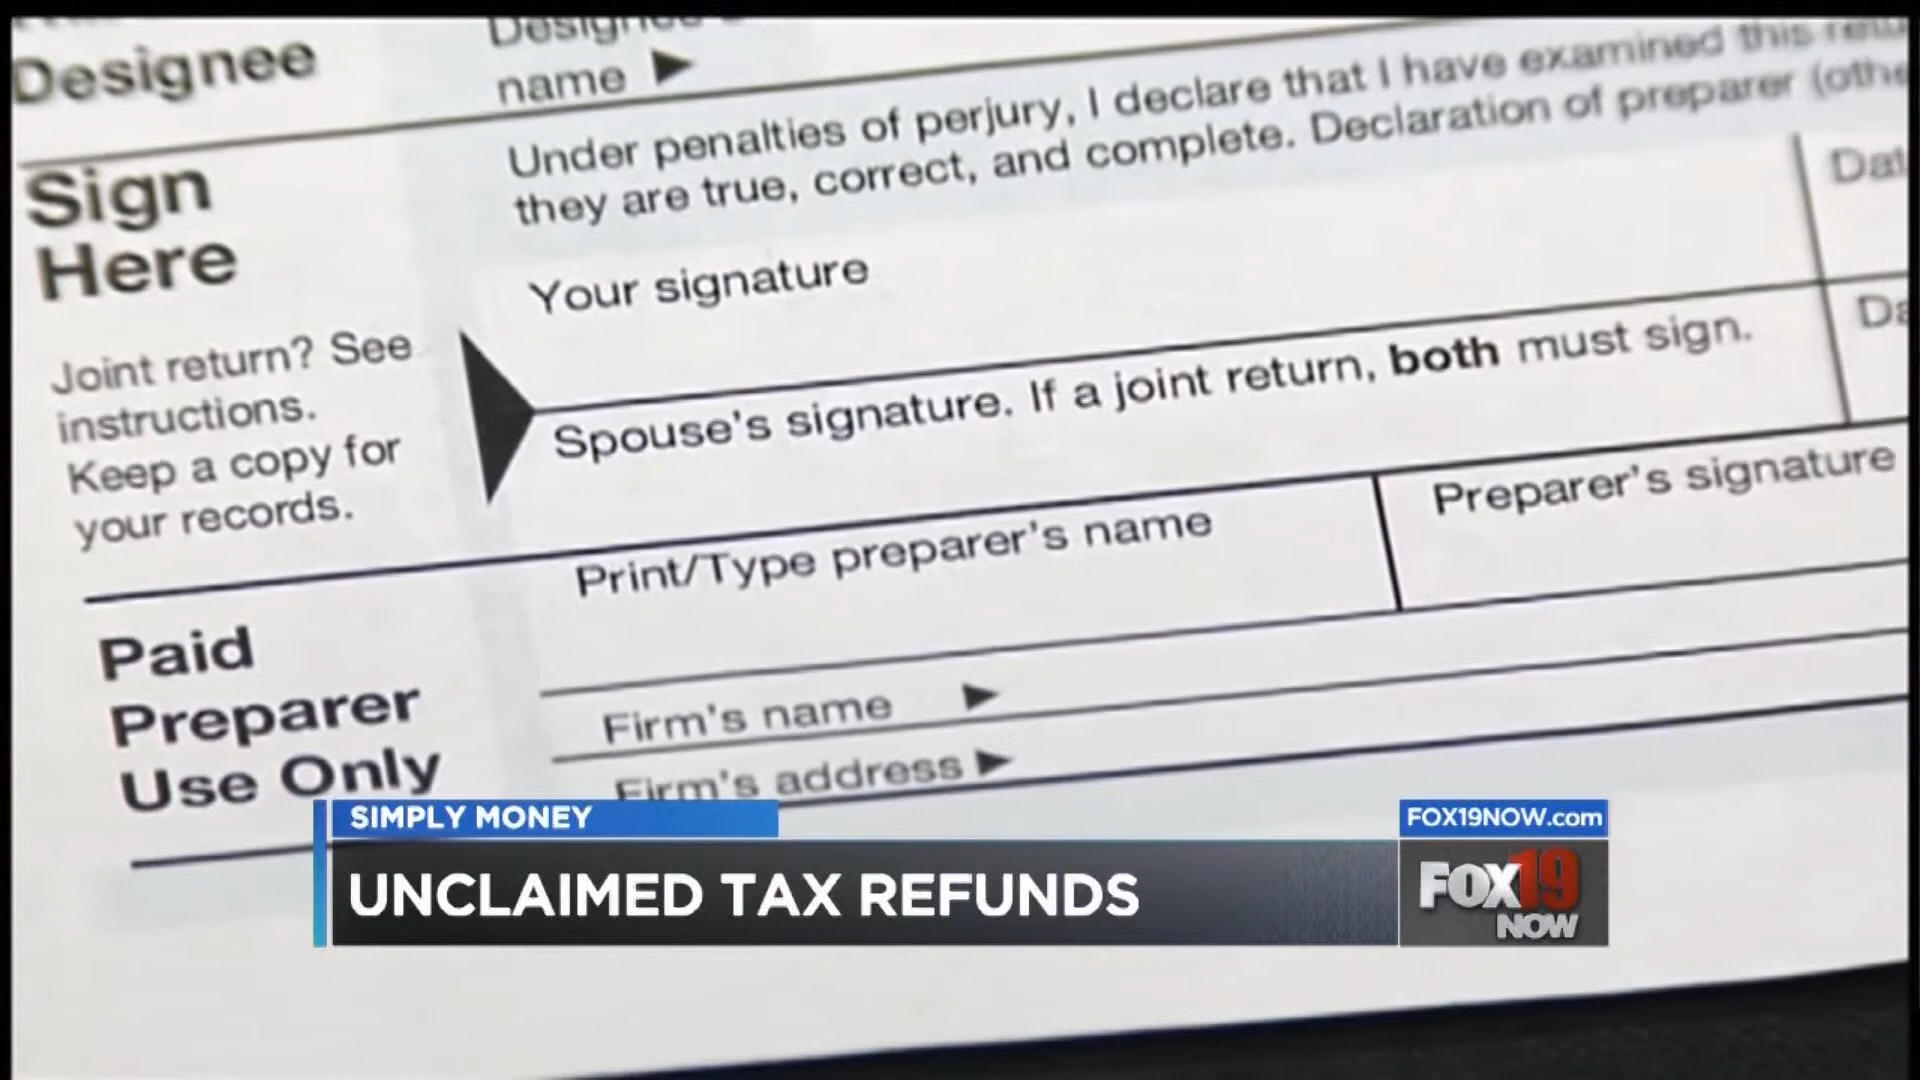 Designee
name
Under penalties of perjury, I declare that I have examined this
they are true, correct, and complete. Declaration of preparer
Sign
Here
Joint return? See
instructions.
Keep a copy for
your records.
Your signature
Spouse's signature. If a joint return, both must sign.
Print/Type preparer's name
Preparer's signature
Paid
Preparer
Use Only
Firm's name
Firm's address
SIMPLY MONEY
UNCLAIMED TAX REFUNDS
FOX19NOW.com
FOX19
NOW